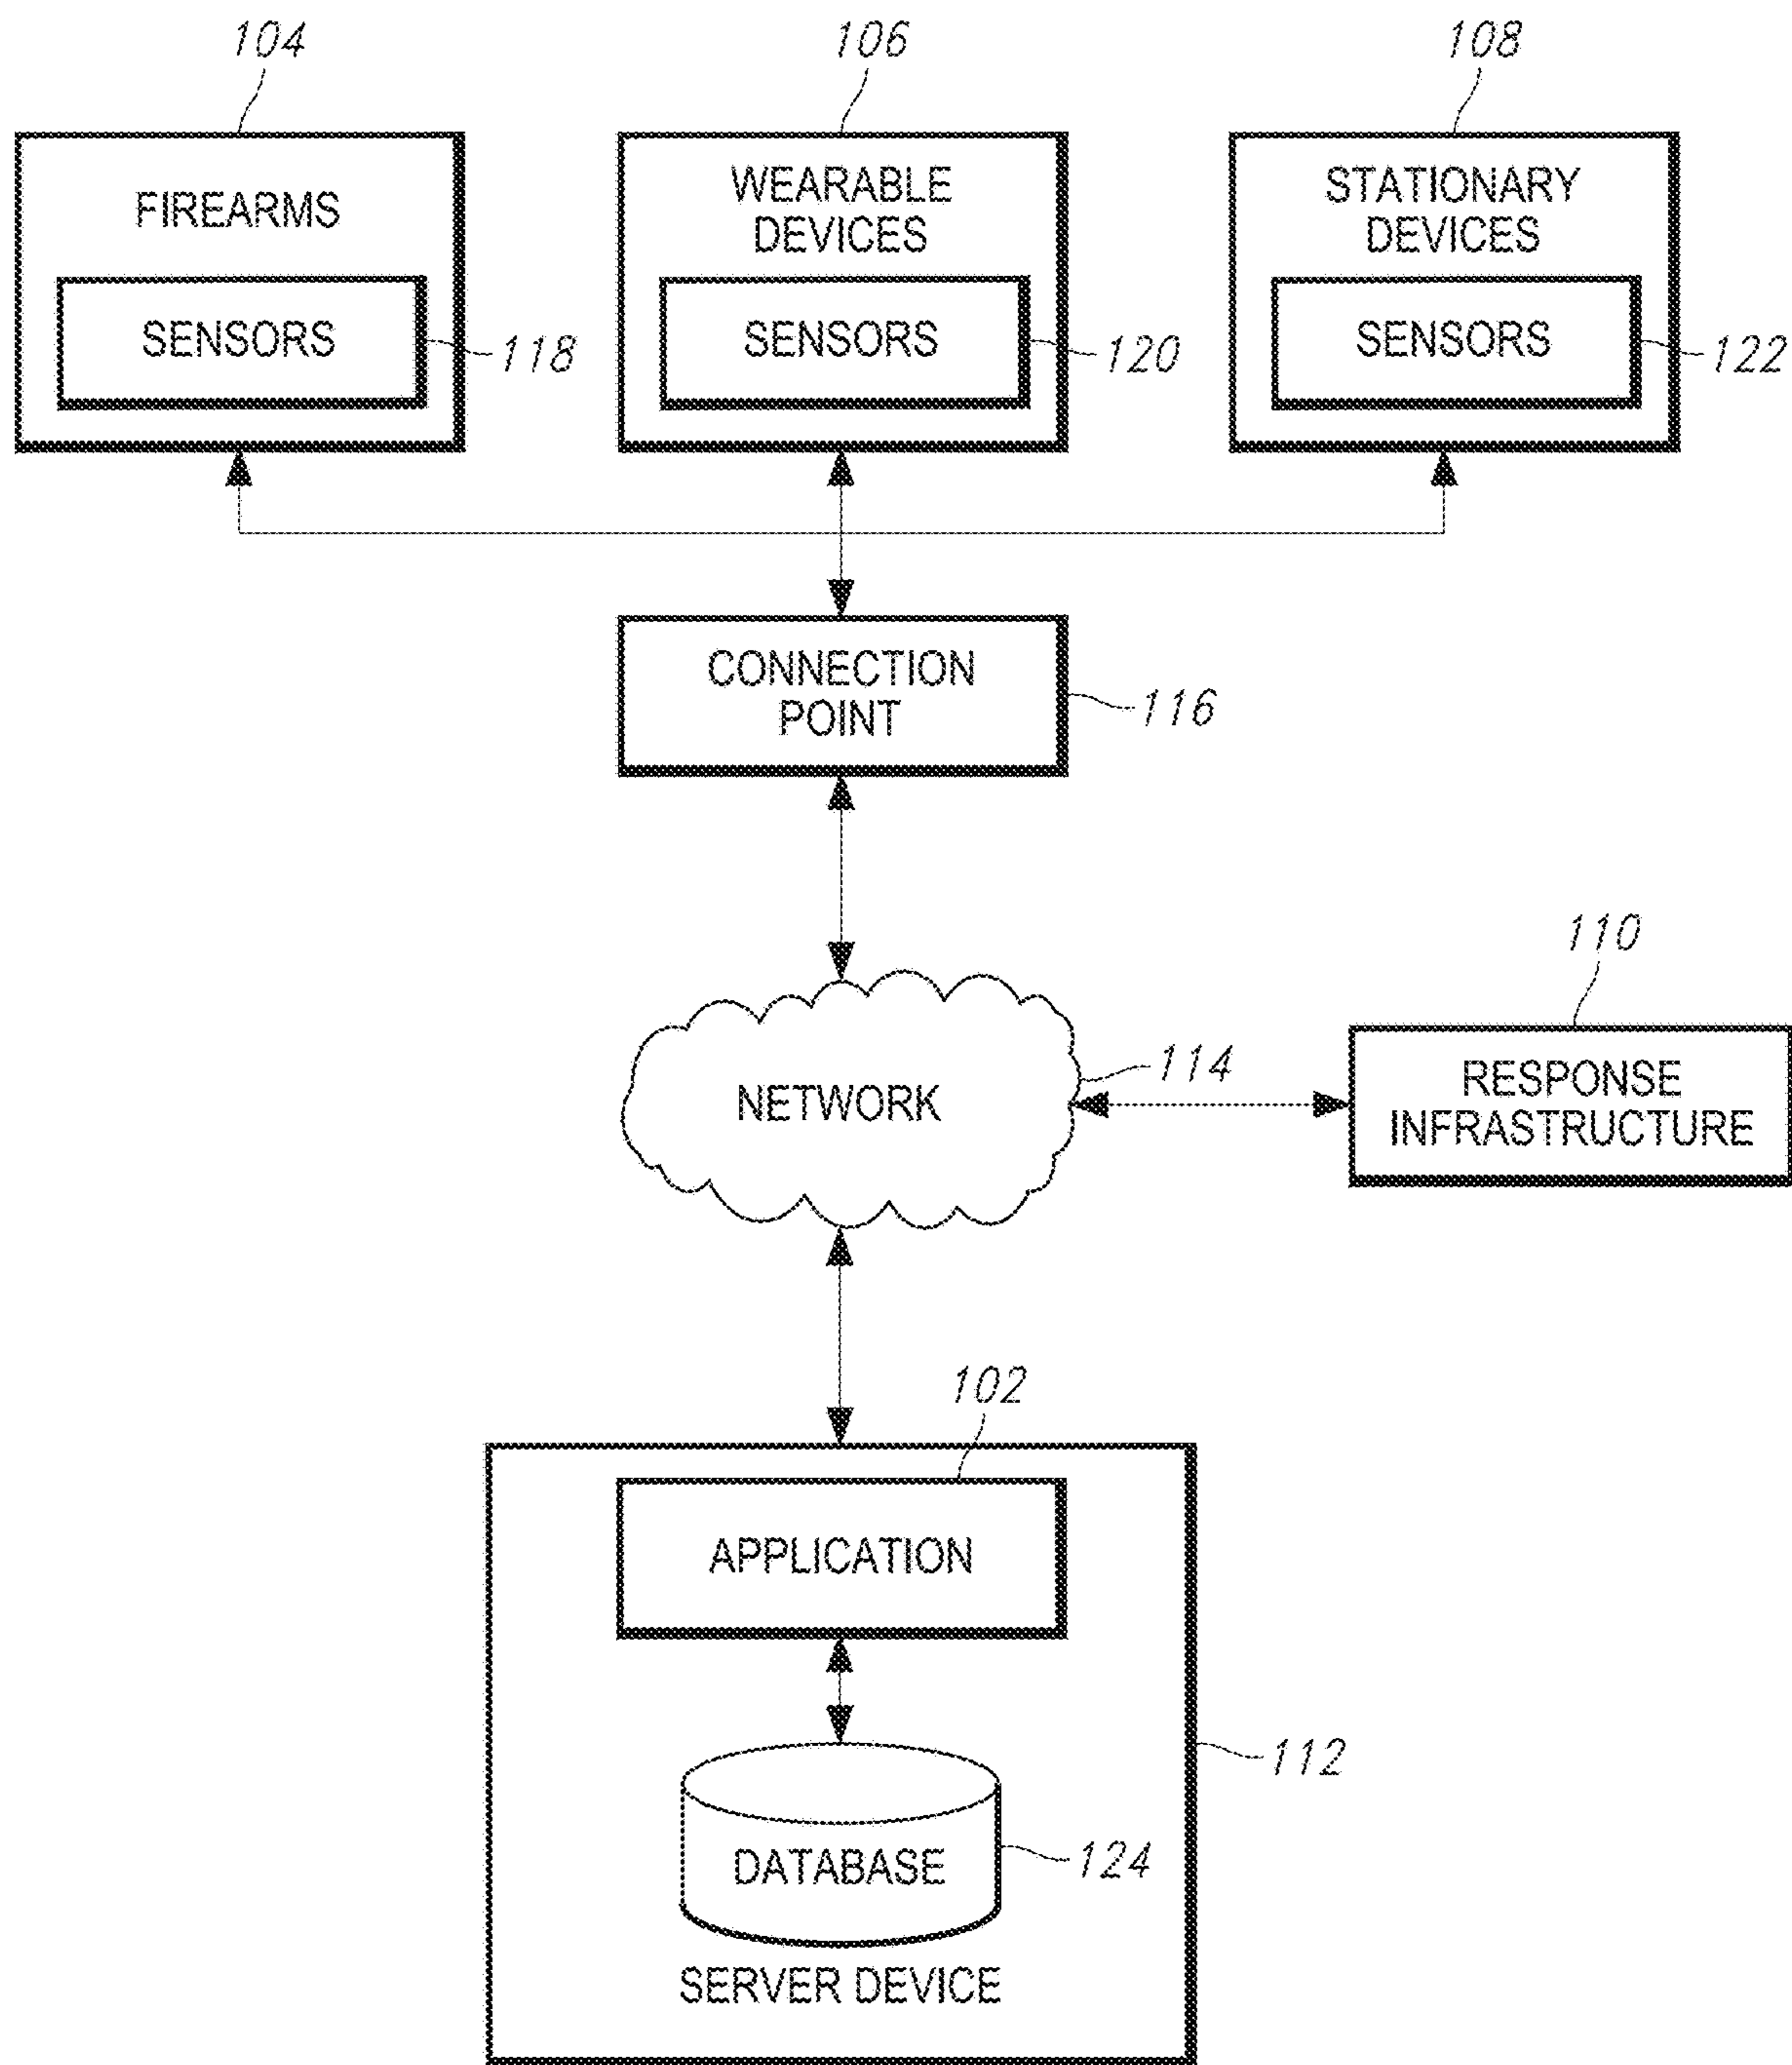 104
106
108
FIREARMS
WEARABLE
DEVICES
STATIONARY
DEVICES
SENSORS
118
SENSORS
120
SENSORS
122
CONNECTION
POINT
116
110
NETWORK
114
RESPONSE
INFRASTRUCTURE
102
APPLICATION
112
DATABASE
124
SERVER DEVICE